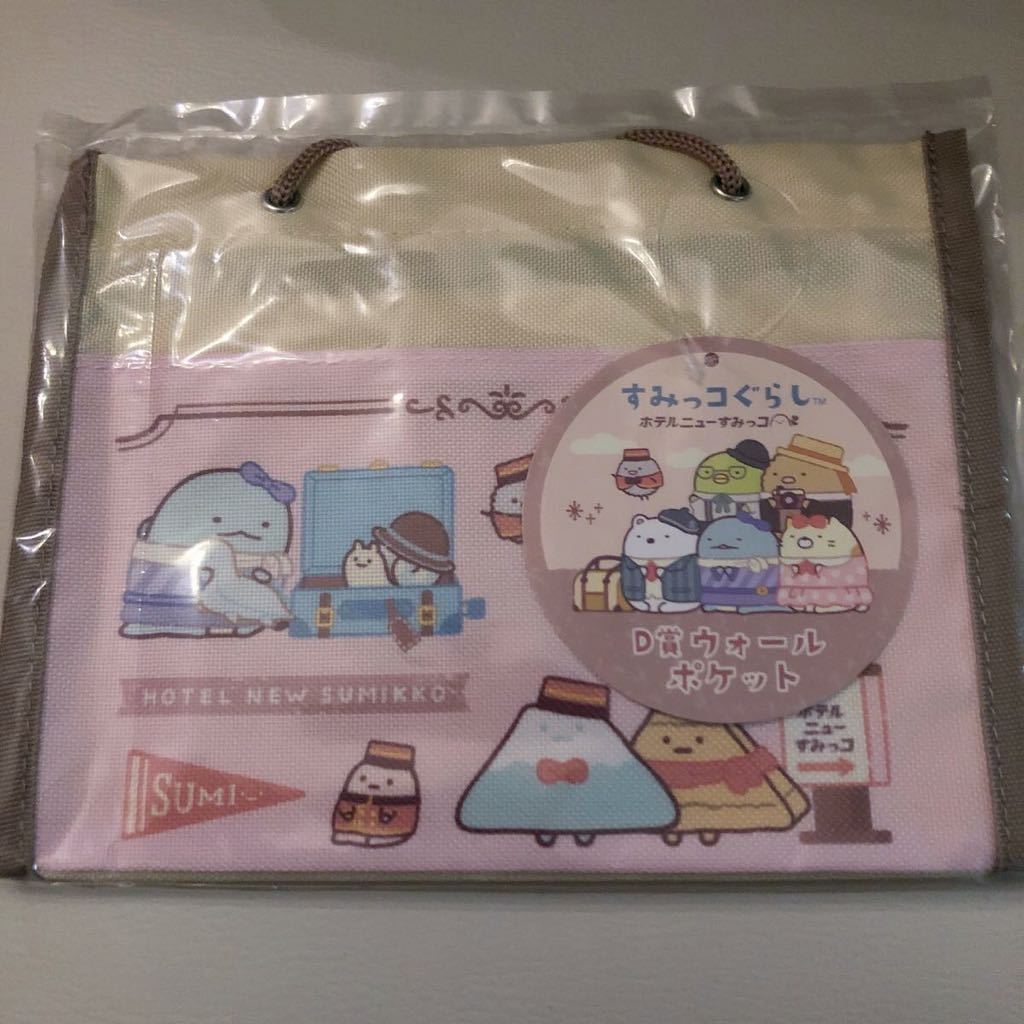 すみっコぐらし™
ホテルニューすみっコ
D賞ウォール
ポケット
HOTEL NEW SUMIKKO
SUMI
ホテル
ニュー
すみっコ